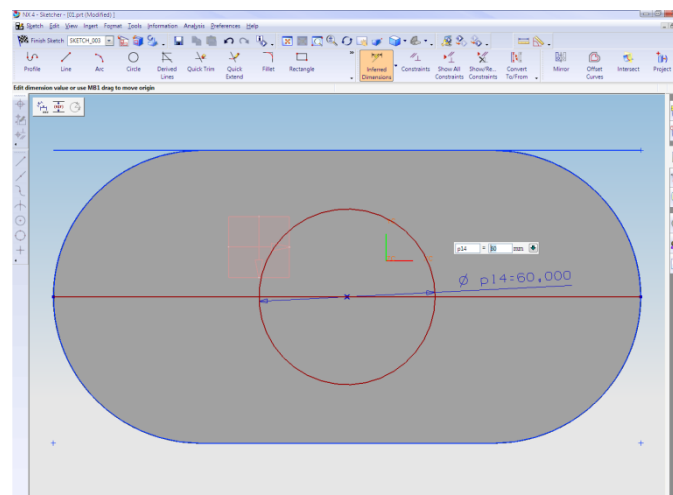 NX 4 - Sketcher - [01.prt (Modified) ]
Sketch Edit View Insert Format Tools Information Analysis Preferences Help
Finish Sketch SKETCH_003
Profile Line Arc Circle Derived Lines Quick Trim Quick Extend Fillet Rectangle Inferred Dimensions Constraints Show All Constraints Show/Re... Constraints Convert To/From Mirror Offset Curves Intersect Project
Edit dimension value or use MB1 drag to move origin
p14 = 60 mm
Ø p14=60.000